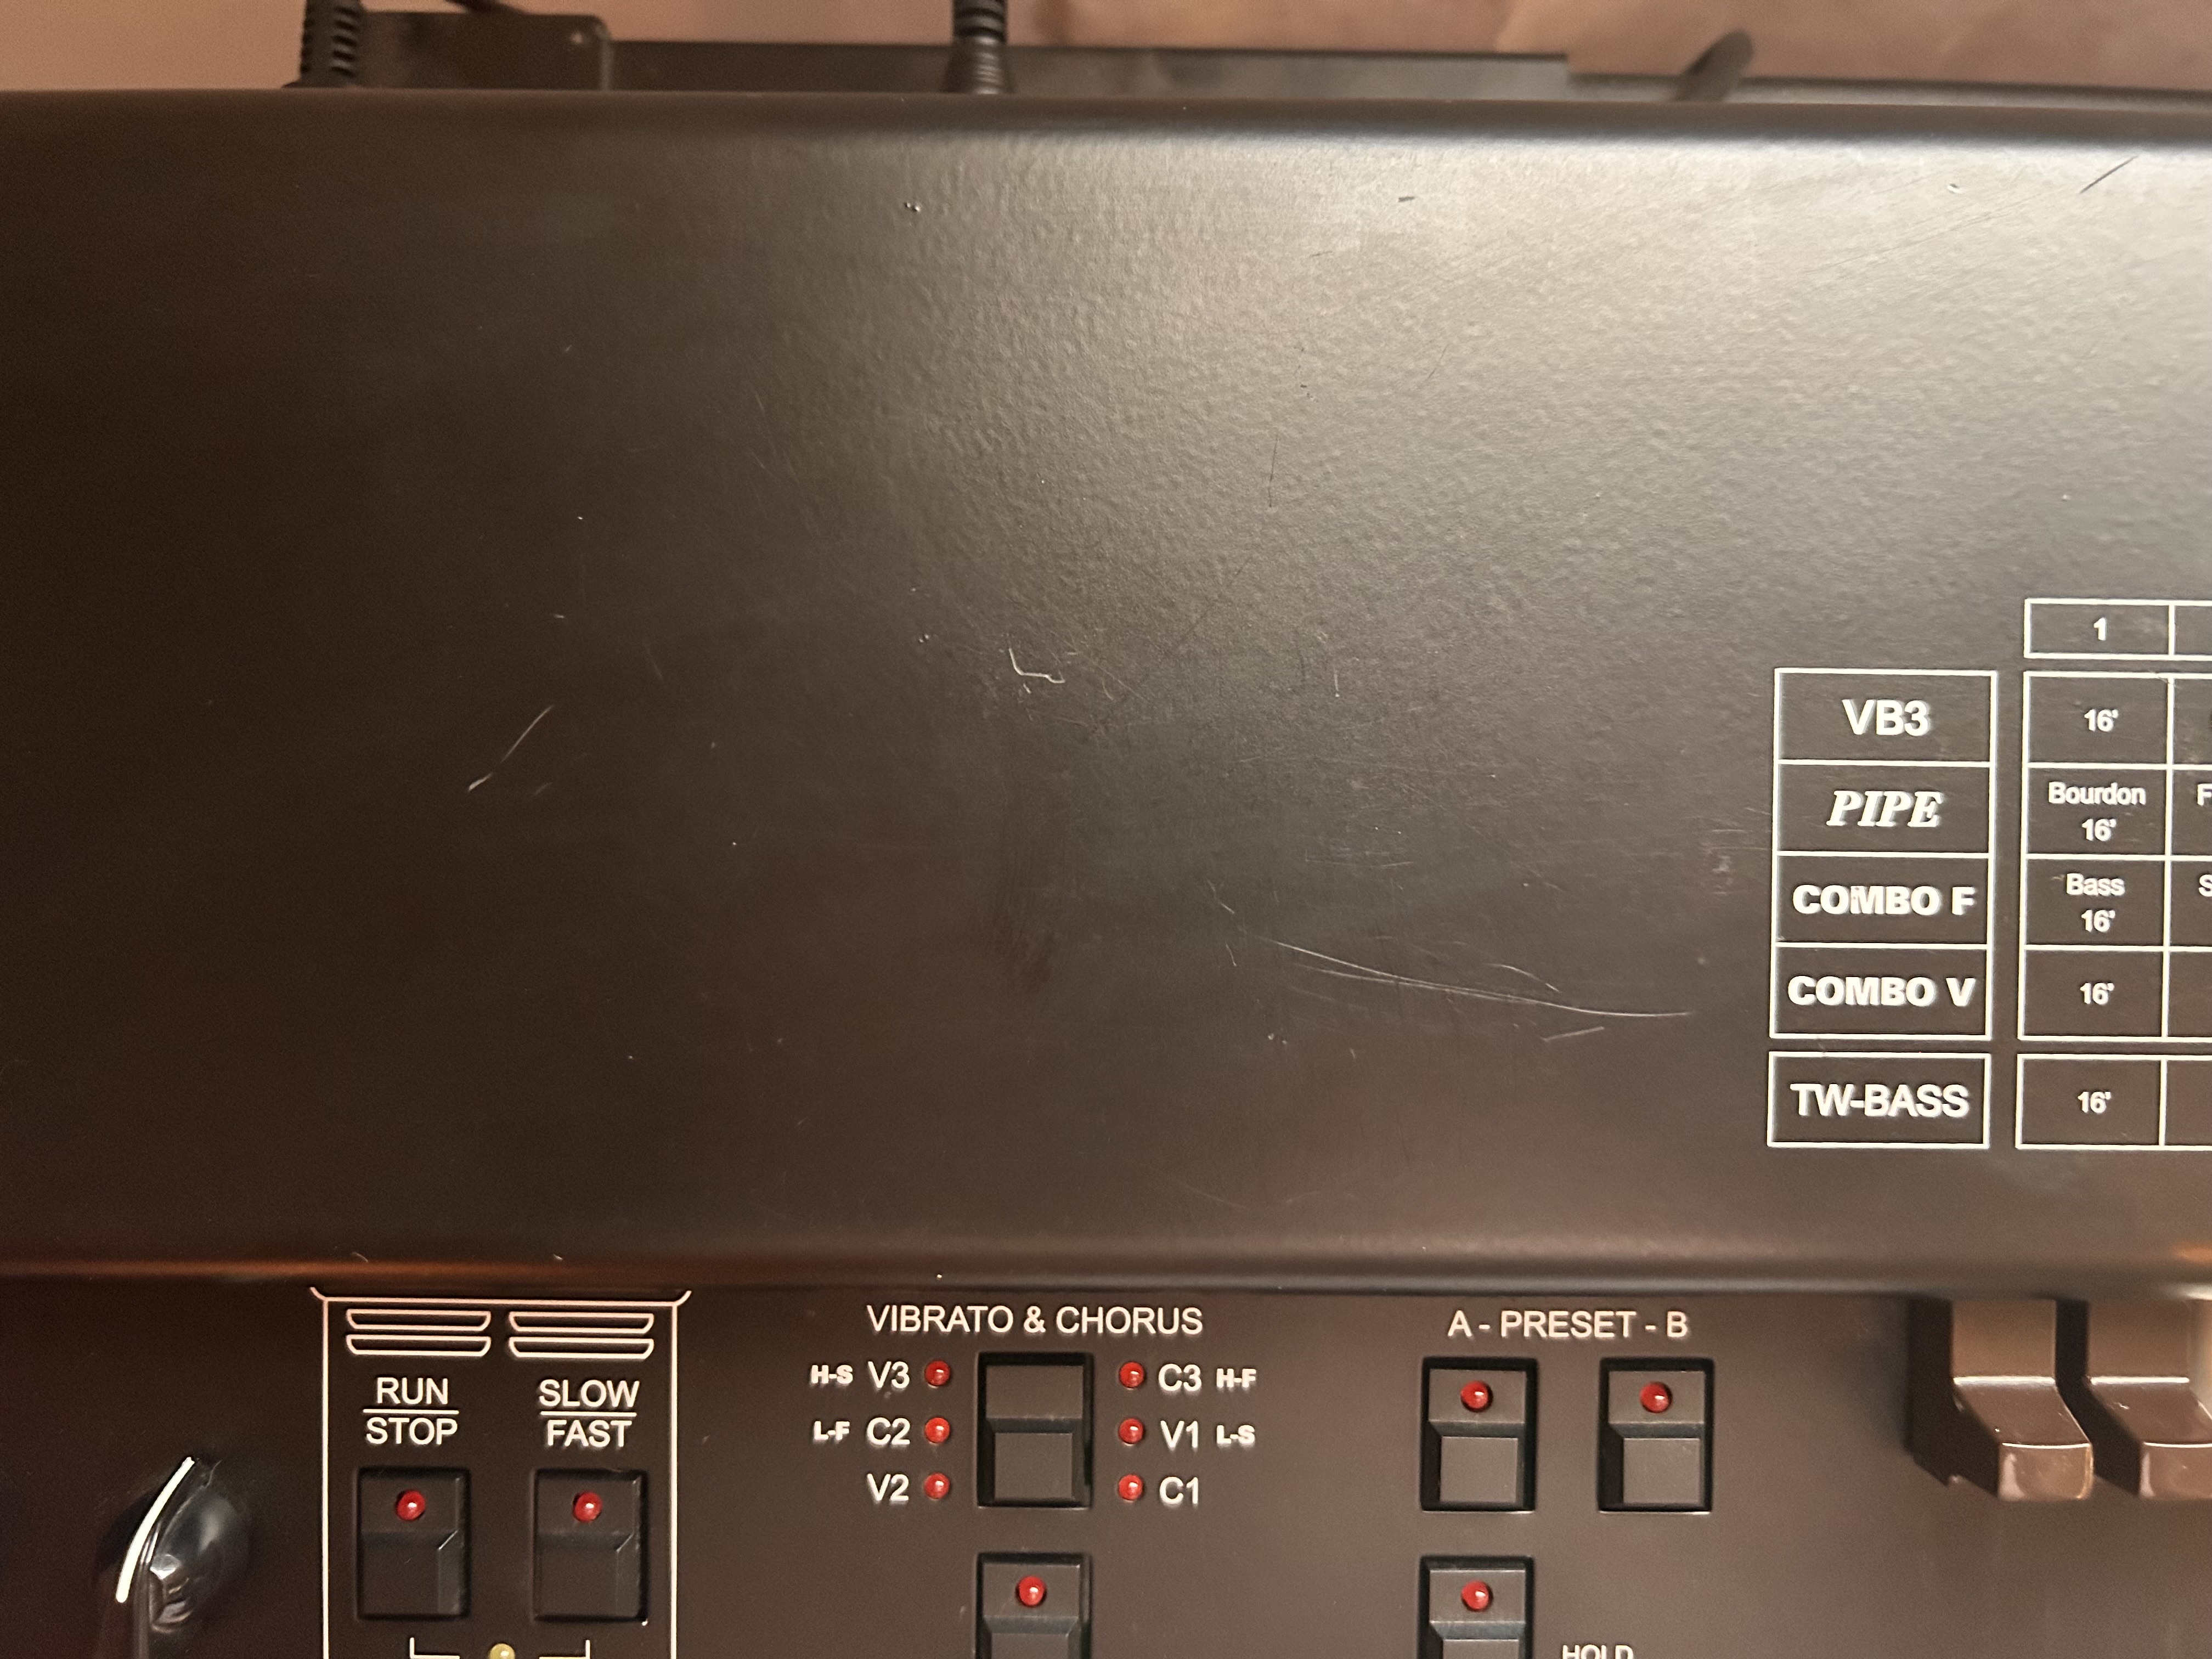 1
VB3 16'
PIPE Bourdon 16' F
COMBO F Bass 16' S
COMBO V 16'
TW-BASS 16'
RUN
STOP
SLOW
FAST
VIBRATO & CHORUS
H-S V3 C3 H-F
L-F C2 V1 L-S
V2 C1
A - PRESET - B
HOLD